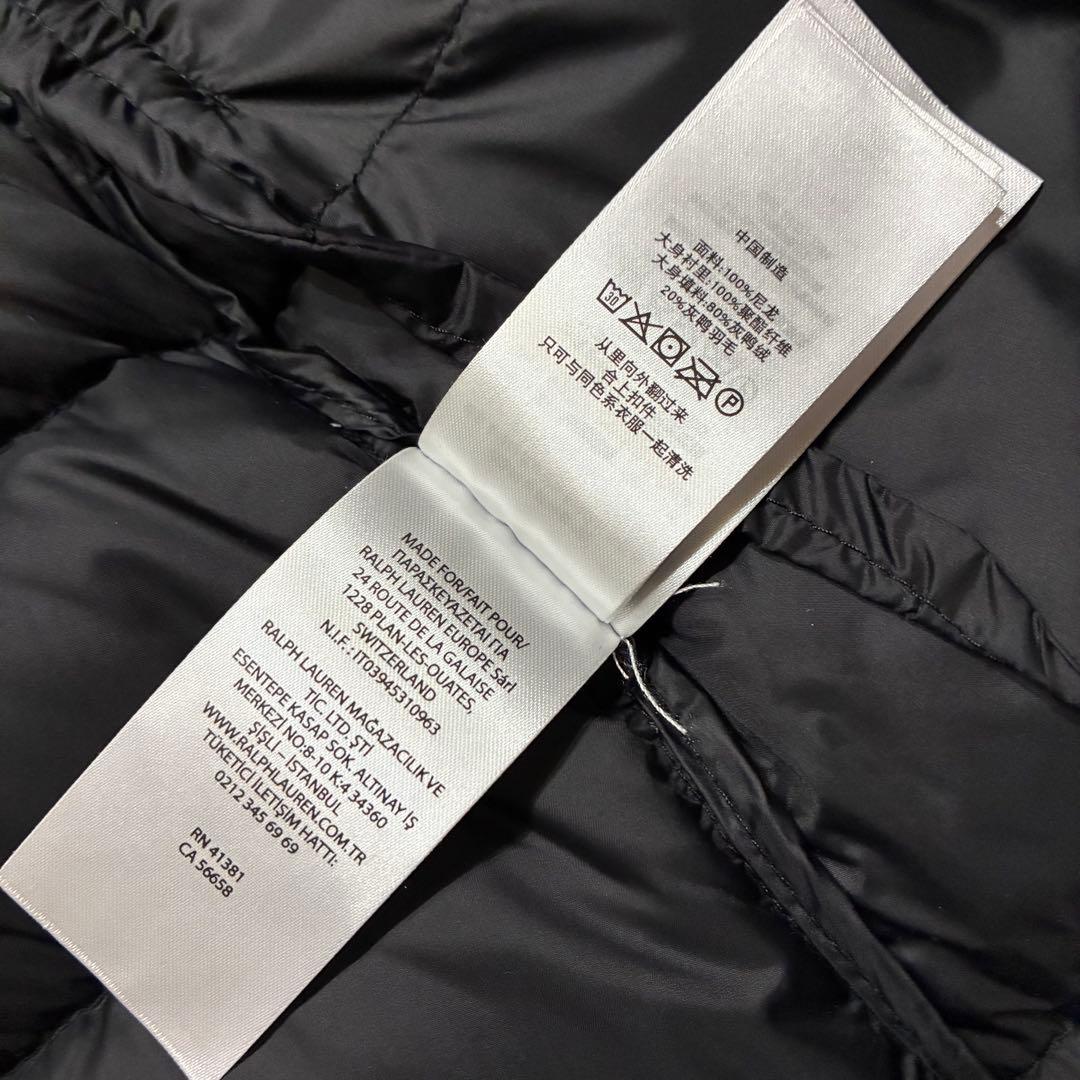 中国制造
面料:100%尼龙
大身衬里:100%聚酯纤维
大身填料:80%灰鸭绒
20%灰鸭羽毛
30 P
从里向外翻过来
合上扣件
只可与同色系衣服一起清洗
MADE FOR/FAIT POUR/
ΠΑΡΑΣΚΕΥΑΖΕΤΑΙ ΓΙΑ
RALPH LAUREN EUROPE Sárl
24 ROUTE DE LA GALAISE
1228 PLAN-LES-OUATES,
SWITZERLAND
N.I.F. :IT03945310963
RALPH LAUREN MAĞAZACILIK VE
TİC. LTD. ŞTİ
ESENTEPE KASAP SOK. ALTINAY İŞ
MERKEZİ NO:8-10 K:4 34360
ŞİŞLİ – İSTANBUL
WWW.RALPHLAUREN.COM.TR
TÜKETİCİ İLETİŞİM HATTI:
0212 345 69 69
RN 41381
CA 56658